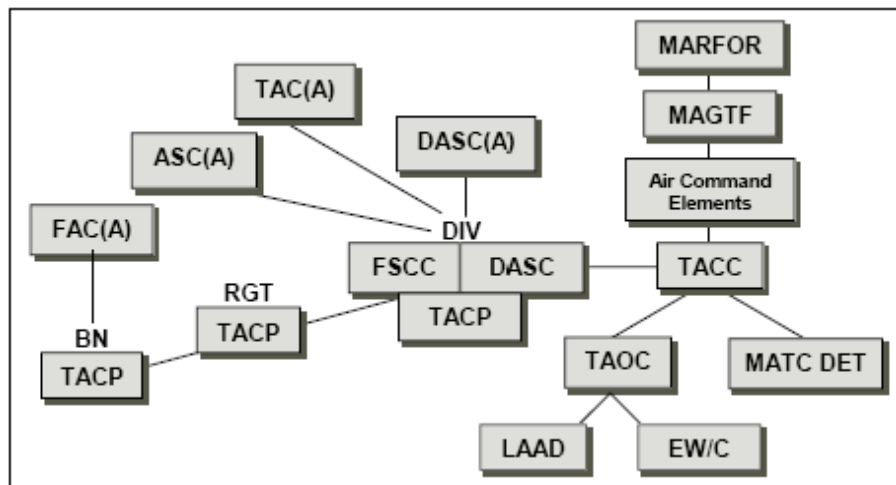 MARFOR
TAC(A)
MAGTF
ASC(A)
DASC(A)
Air Command
Elements
FAC(A)
DIV
FSCC
DASC
TACC
RGT
TACP
TACP
BN
TACP
TAOC
MATC DET
LAAD
EW/C